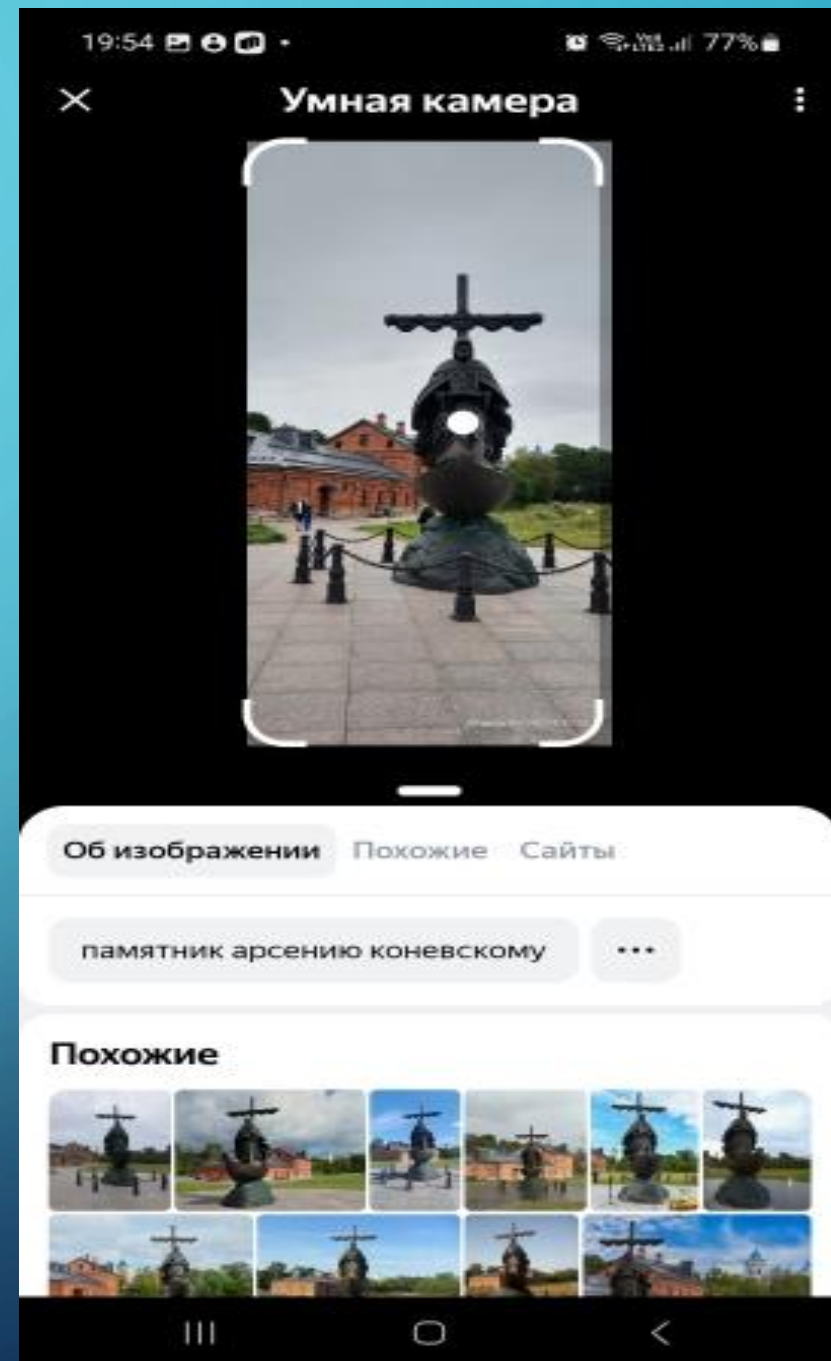 19:54
77%
Умная камера
Об изображении Похожие Сайты
памятник арсению коневскому
Похожие